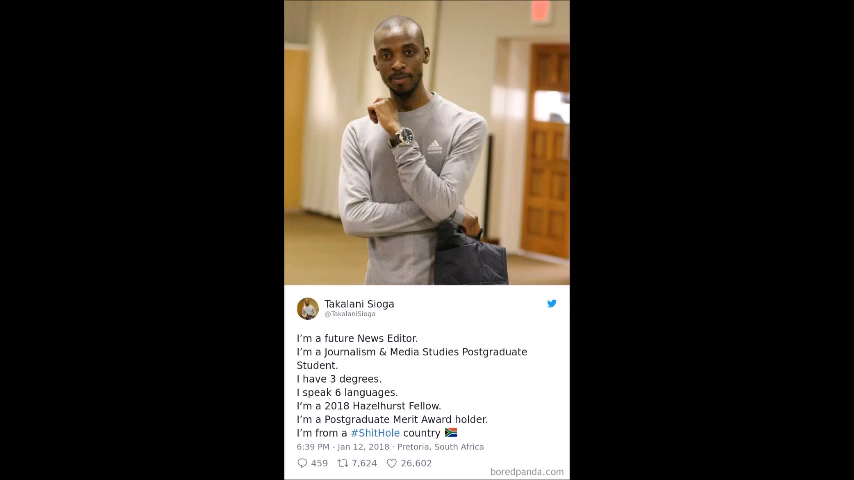 adidas
Takalani Sioga
@TakalaniSioga
I'm a future News Editor.
I'm a Journalism & Media Studies Postgraduate
Student.
I have 3 degrees.
I speak 6 languages.
I'm a 2018 Hazelhurst Fellow.
I'm a Postgraduate Merit Award holder.
I'm from a #ShitHole country 🇿🇦
6:39 PM - Jan 12, 2018 · Pretoria, South Africa
459 7,624 26,602
boredpanda.com